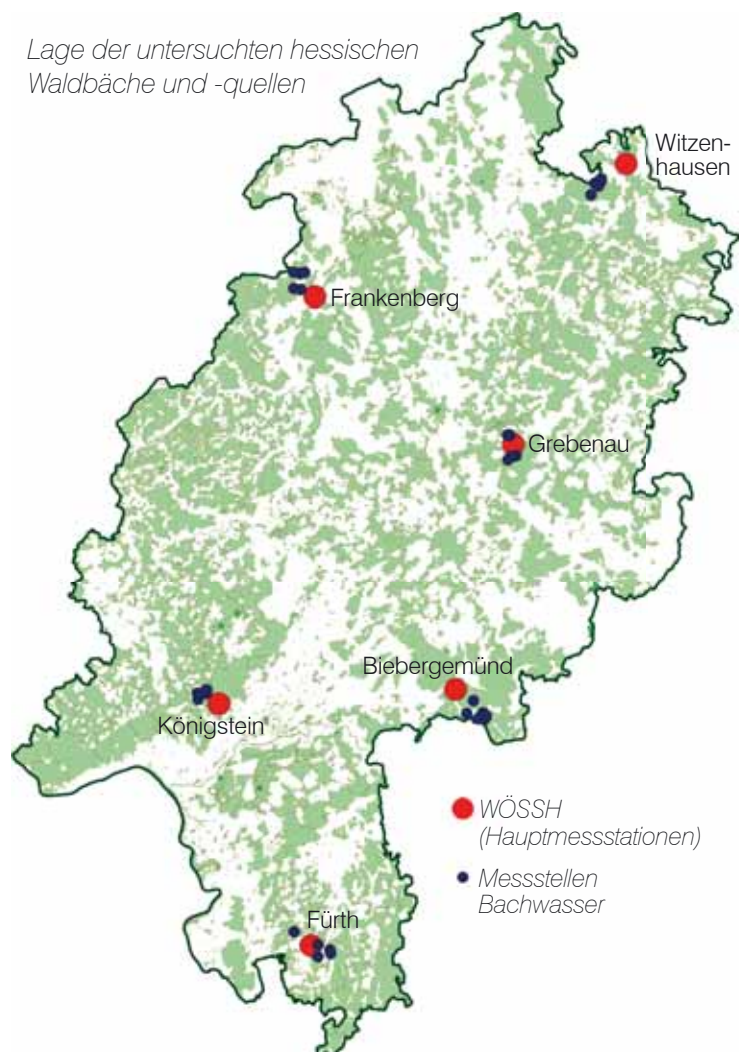 Lage der untersuchten hessischen
Waldbäche und -quellen
Witzen-
hausen
Frankenberg
Grebenau
Biebergemünd
Königstein
WÖSSH
(Hauptmessstationen)
Messstellen
Bachwasser
Fürth